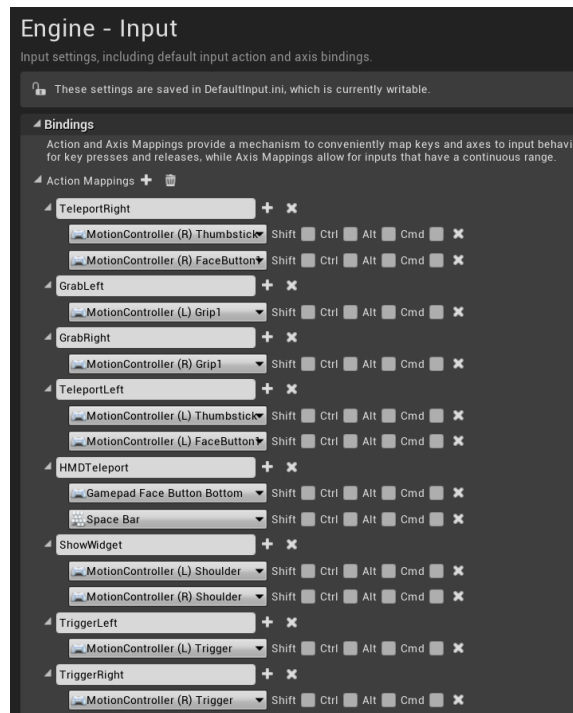 Engine - Input
Input settings, including default input action and axis bindings.
These settings are saved in DefaultInput.ini, which is currently writable.
Bindings
Action and Axis Mappings provide a mechanism to conveniently map keys and axes to input behavi
for key presses and releases, while Axis Mappings allow for inputs that have a continuous range.
Action Mappings
TeleportRight
MotionController (R) Thumbstick Shift Ctrl Alt Cmd
MotionController (R) FaceButton1 Shift Ctrl Alt Cmd
GrabLeft
MotionController (L) Grip1 Shift Ctrl Alt Cmd
GrabRight
MotionController (R) Grip1 Shift Ctrl Alt Cmd
TeleportLeft
MotionController (L) Thumbstick Shift Ctrl Alt Cmd
MotionController (L) FaceButton1 Shift Ctrl Alt Cmd
HMDTeleport
Gamepad Face Button Bottom Shift Ctrl Alt Cmd
Space Bar Shift Ctrl Alt Cmd
ShowWidget
MotionController (L) Shoulder Shift Ctrl Alt Cmd
MotionController (R) Shoulder Shift Ctrl Alt Cmd
TriggerLeft
MotionController (L) Trigger Shift Ctrl Alt Cmd
TriggerRight
MotionController (R) Trigger Shift Ctrl Alt Cmd